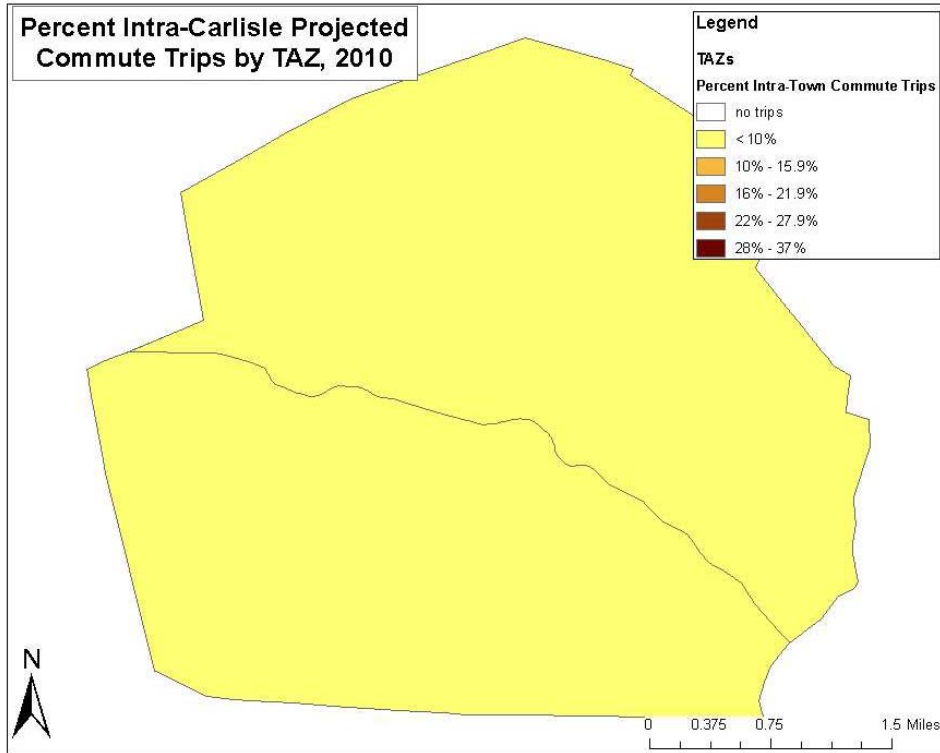 Percent Intra-Carlisle Projected
Commute Trips by TAZ, 2010
Legend
TAZs
Percent Intra-Town Commute Trips
no trips
< 10%
10% - 15.9%
16% - 21.9%
22% - 27.9%
28% - 37%
N
0 0.375 0.75 1.5 Miles